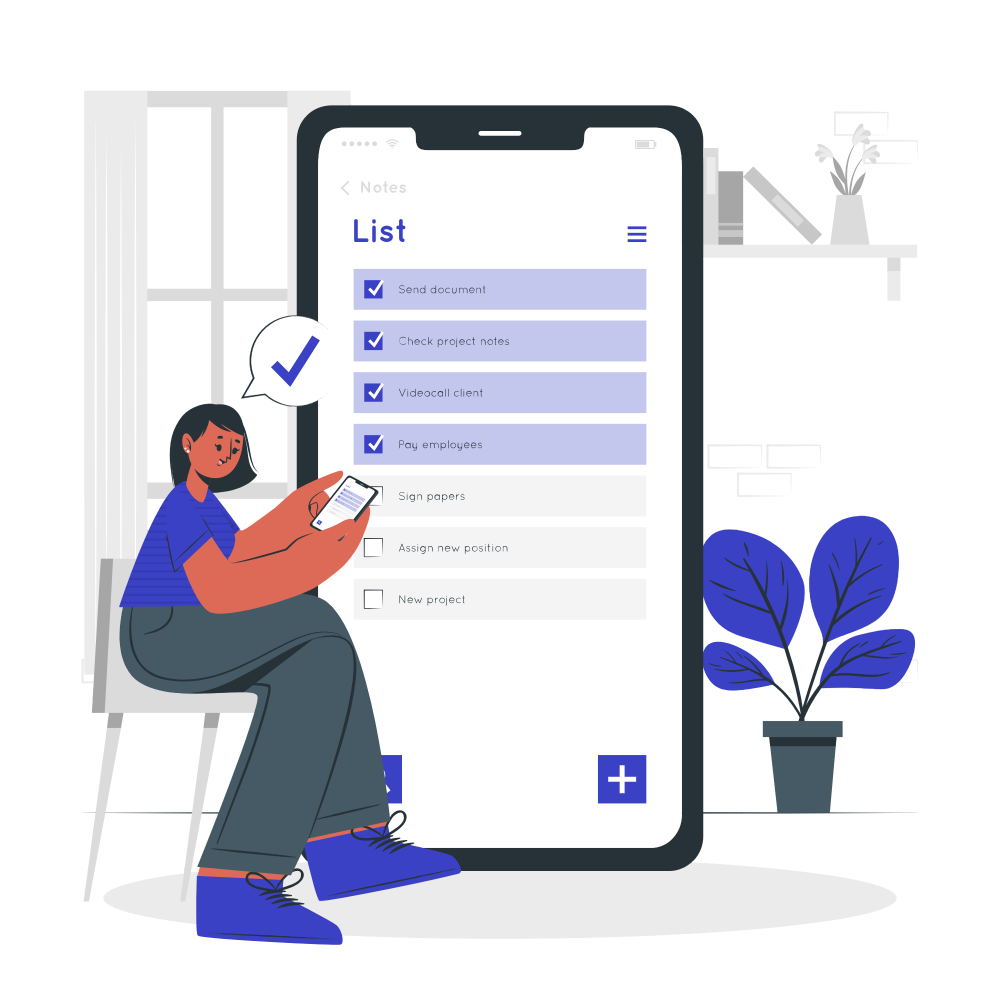 Notes
List
Send document
Check project notes
Videocall client
Pay employees
Sign papers
Assign new position
New project